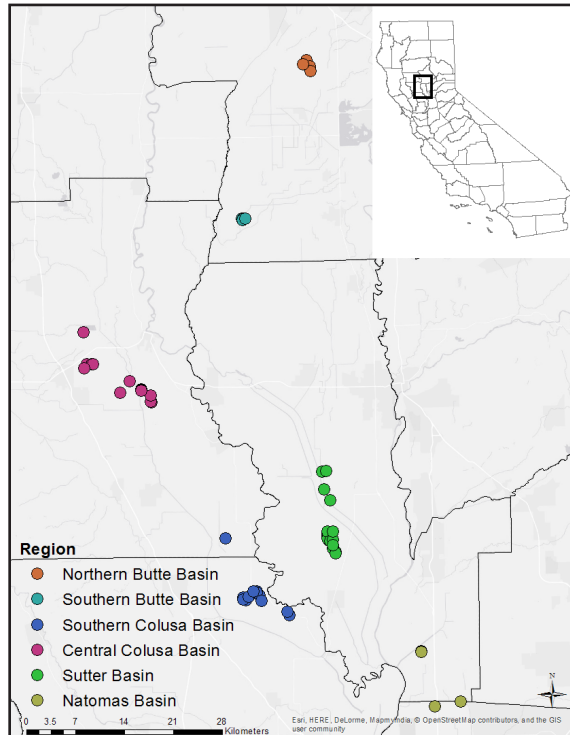 Region
Northern Butte Basin
Southern Butte Basin
Southern Colusa Basin
Central Colusa Basin
Sutter Basin
Natomas Basin
N
0 3.5 7 14 21 28
Kilometers
Esri, HERE, DeLorme, MapmyIndia, © OpenStreetMap contributors, and the GIS
user community